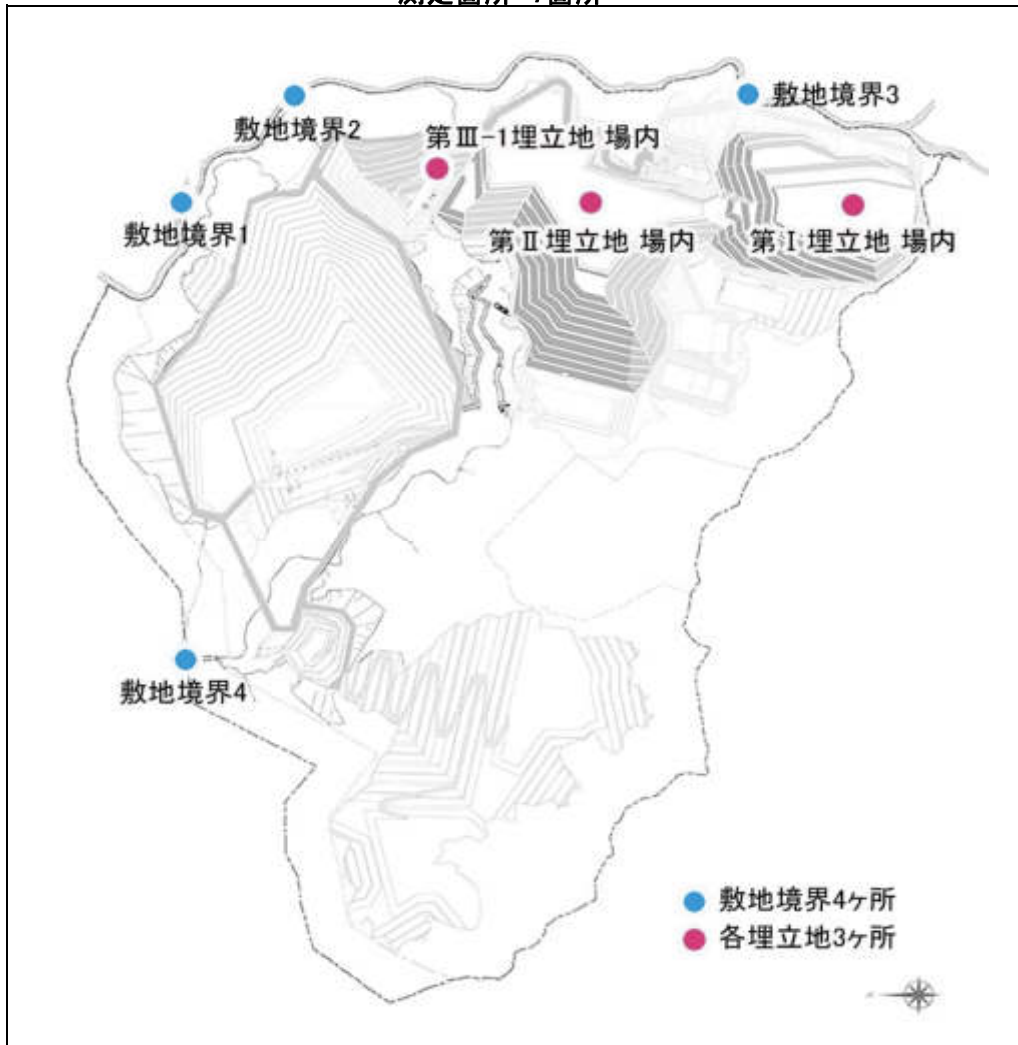 敷地境界2
敷地境界3
第Ⅲ-1埋立地 場内
敷地境界1
第Ⅱ埋立地 場内
第Ⅰ埋立地 場内
敷地境界4
敷地境界4ヶ所
各埋立地3ヶ所